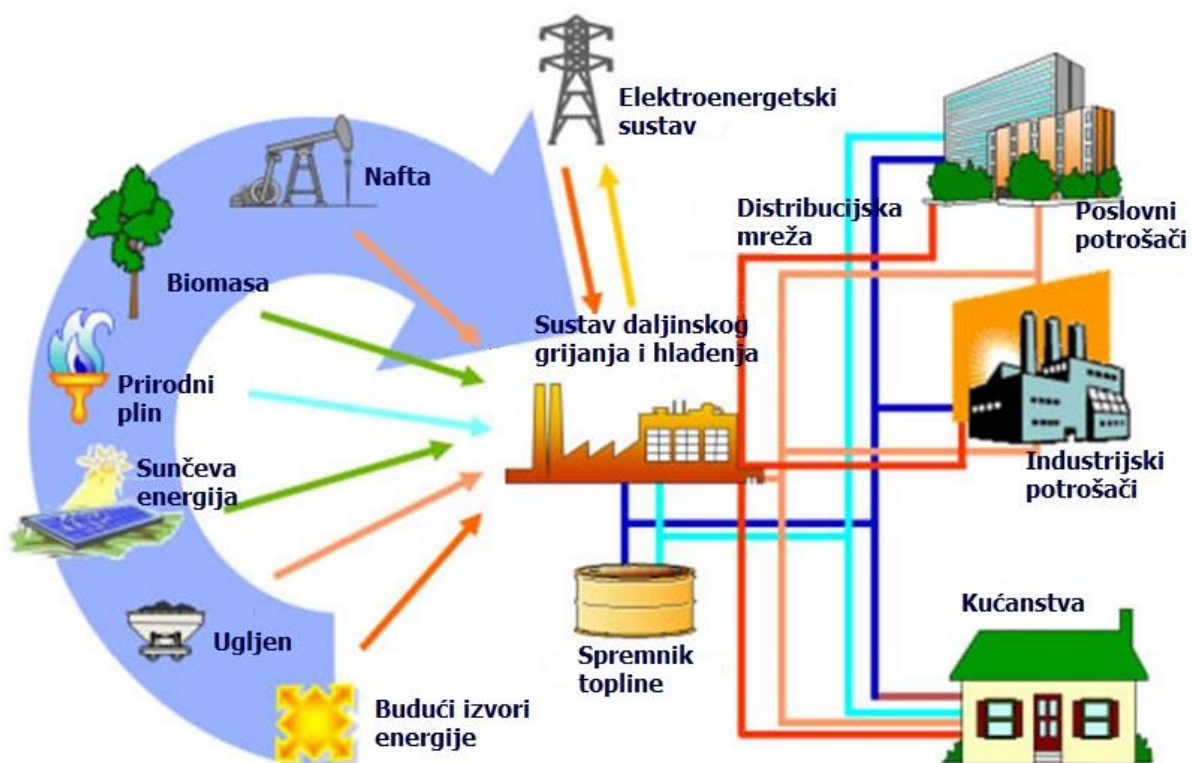 Elektroenergetski
sustav
Nafta
Distribucijska
mreža
Poslovni
potrošači
Biomasa
Sustav daljinskog
grijanja i hlađenja
Prirodni
plin
Sunčeva
energija
Industrijski
potrošači
Kućanstva
Ugljen
Spremnik
topline
Budući izvori
energije